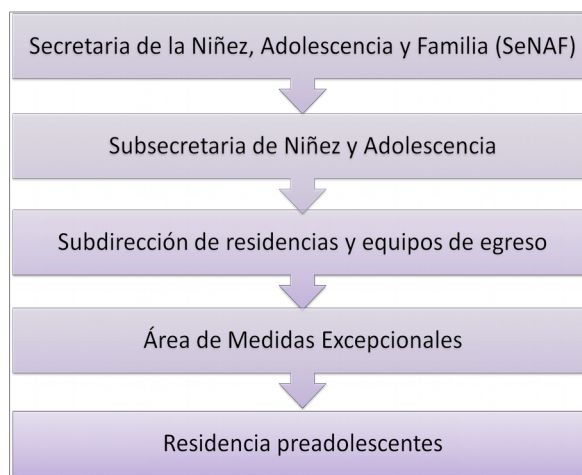 Secretaria de la Niñez, Adolescencia y Familia (SeNAF)
Subsecretaria de Niñez y Adolescencia
Subdirección de residencias y equipos de egreso
Área de Medidas Excepcionales
Residencia preadolescentes